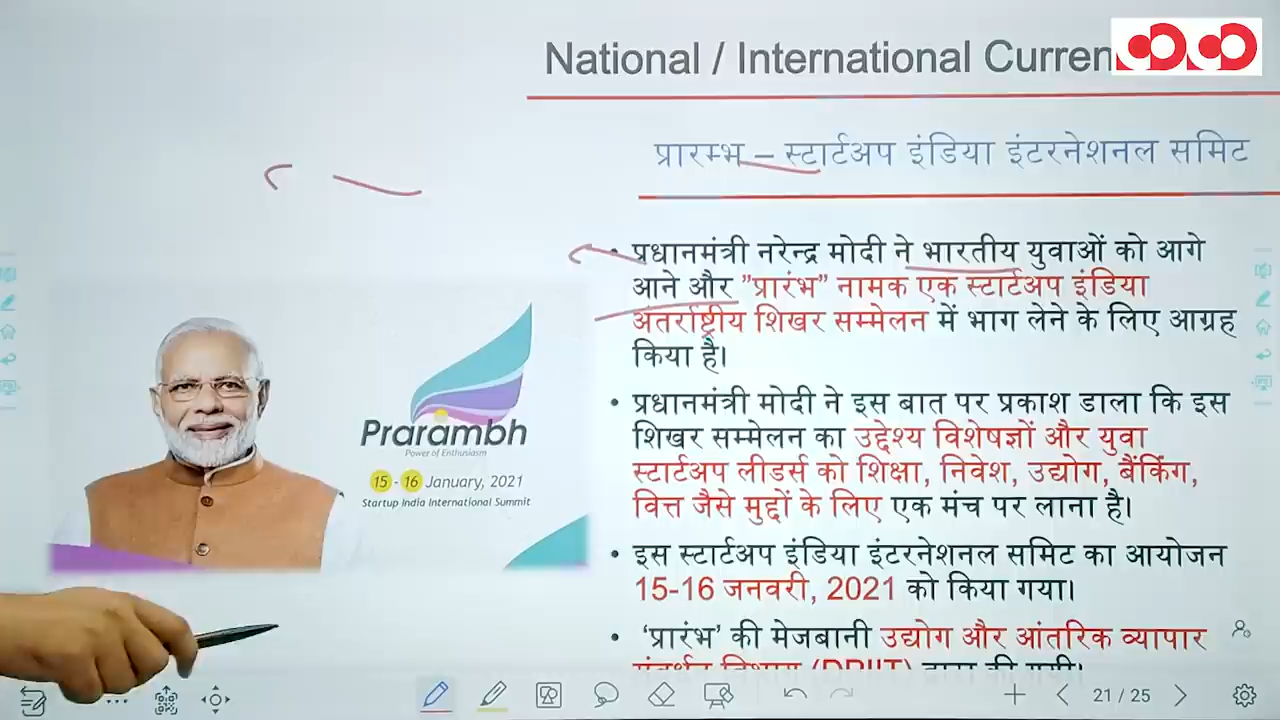 National / International Curren
प्रारम्भ – स्टार्टअप इंडिया इंटरनेशनल समिट
• प्रधानमंत्री नरेन्द्र मोदी ने भारतीय युवाओं को आगे
आने और "प्रारंभ" नामक एक स्टार्टअप इंडिया
अंतर्राष्ट्रीय शिखर सम्मेलन में भाग लेने के लिए आग्रह
किया है।
• प्रधानमंत्री मोदी ने इस बात पर प्रकाश डाला कि इस
शिखर सम्मेलन का उद्देश्य विशेषज्ञों और युवा
स्टार्टअप लीडर्स को शिक्षा, निवेश, उद्योग, बैंकिंग,
वित्त जैसे मुद्दों के लिए एक मंच पर लाना है।
• इस स्टार्टअप इंडिया इंटरनेशनल समिट का आयोजन
15-16 जनवरी, 2021 को किया गया।
• 'प्रारंभ' की मेजबानी उद्योग और आंतरिक व्यापार
Prarambh
Power of Enthusiasm
15 - 16 January, 2021
Startup India International Summit
21 / 25